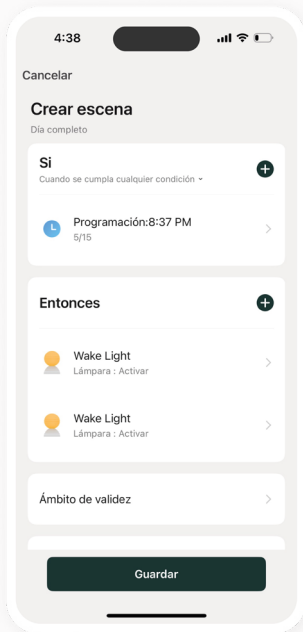 4:38
Cancelar
Crear escena
Día completo
Si
Cuando se cumpla cualquier condición
Programación:8:37 PM
5/15
Entonces
Wake Light
Lámpara : Activar
Wake Light
Lámpara : Activar
Ámbito de validez
Guardar